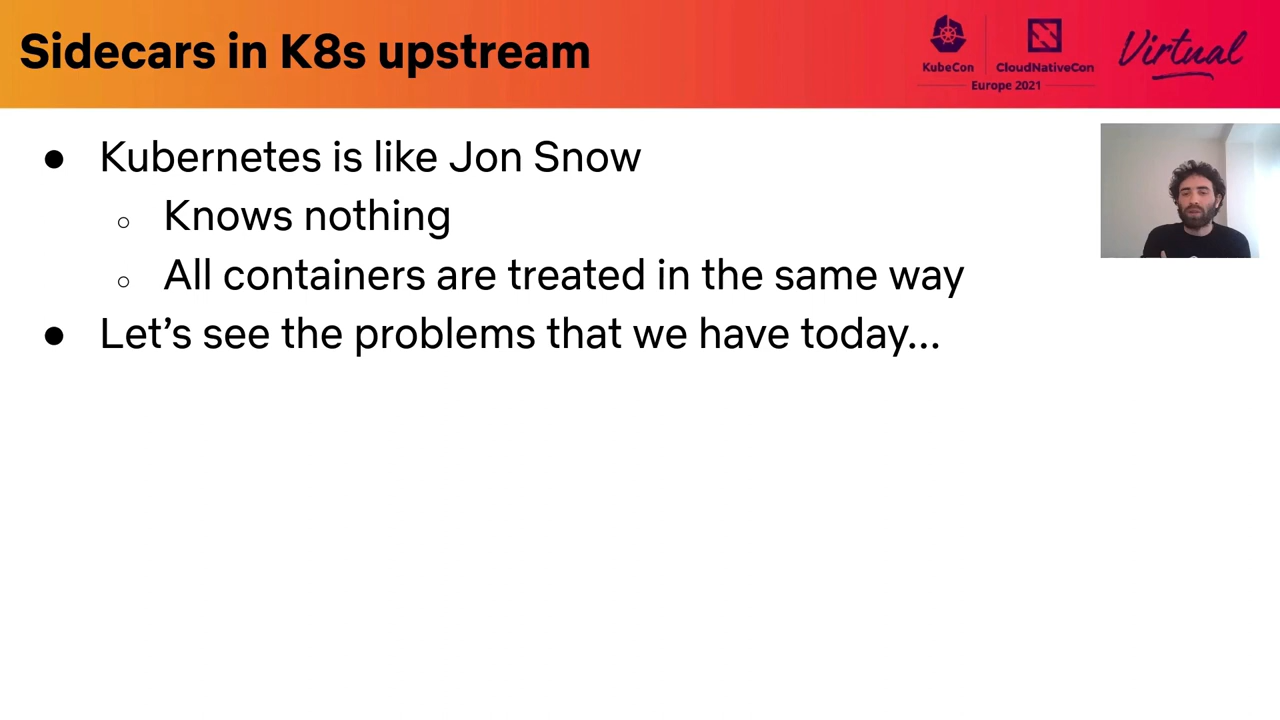 Sidecars in K8s upstream
KubeCon
CloudNativeCon
Europe 2021
Virtual
● Kubernetes is like Jon Snow
○ Knows nothing
○ All containers are treated in the same way
● Let’s see the problems that we have today...